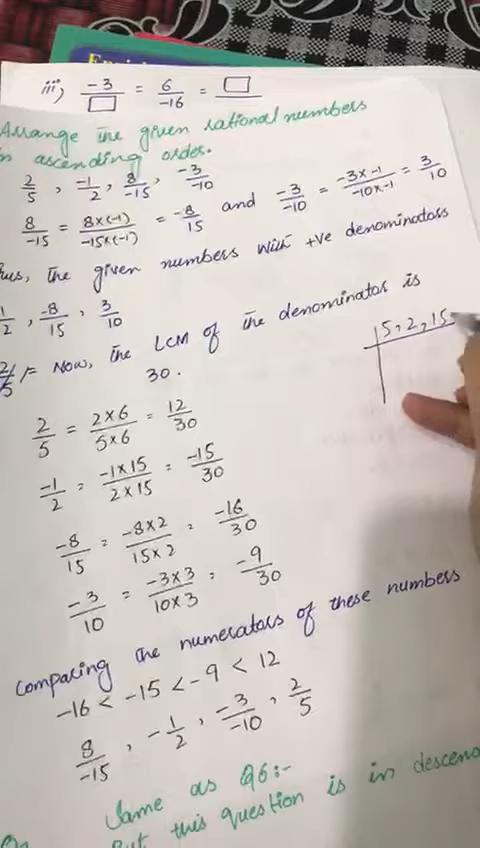 iii, -3/□ = 6/-16 = □/
Arrange the given rational numbers
in ascending order.
2/5 , -1/2 , 8/-15 , -3/-10
8/-15 = 8×(-1)/-15×(-1) = -8/15 and -3/-10 = -3×-1/-10×-1 = 3/10
the given numbers with +ve denominators
1/2 , -8/15 , 3/10
2/5 Now, the LCM of the denominator is
30.
5, 2, 15
2/5 = 2×6/5×6 = 12/30
-1/2 = -1×15/2×15 = -15/30
-8/15 = -8×2/15×2 = -16/30
-3/10 = -3×3/10×3 = -9/30
Comparing the numerators of these numbers
-16 < -15 < -9 < 12
8/-15 , -1/2 , -3/-10 , 2/5
Same as Q6:-
But this question is in